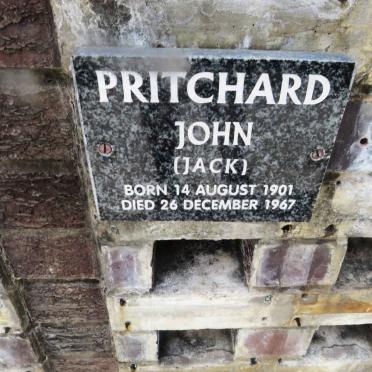 PRITCHARD
JOHN
(JACK)
BORN 14 AUGUST 1901
DIED 26 DECEMBER 1967